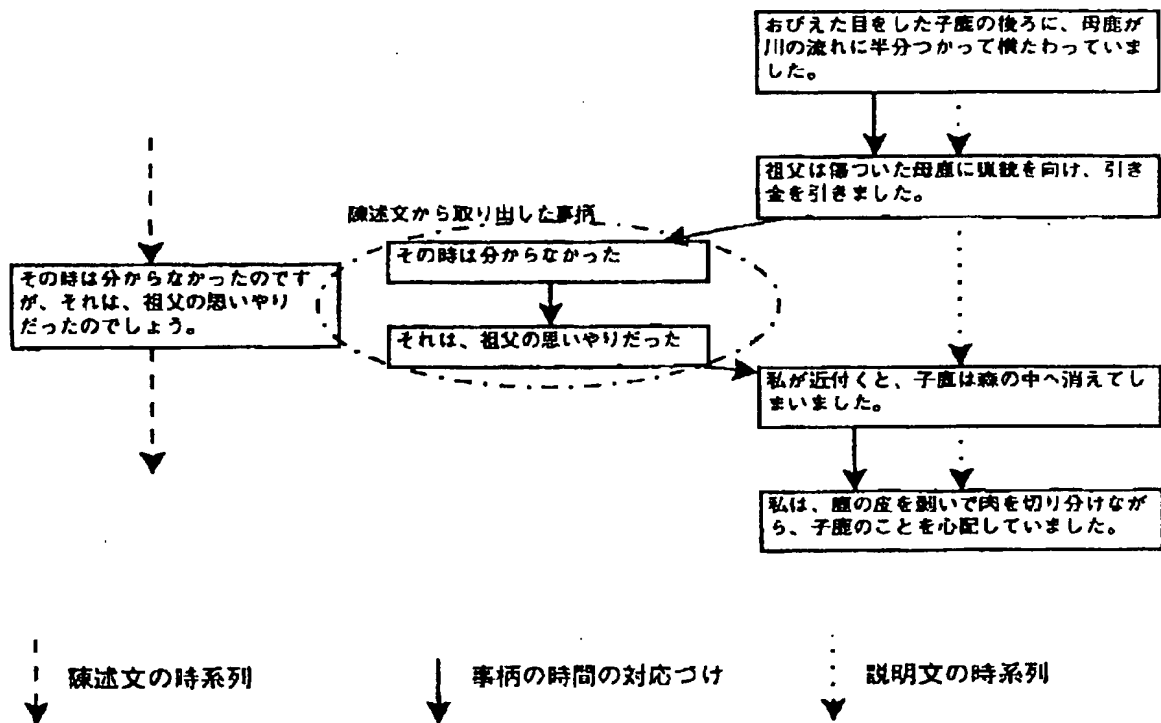 おびえた目をした子鹿の後ろに、母鹿が
川の流れに半分つかって横たわっていま
した。
祖父は傷ついた母鹿に猟銃を向け、引き
金を引きました。
陳述文から取り出した事柄
その時は分からなかった
その時は分からなかったのです
が、それは、祖父の思いやり
だったのでしょう。
それは、祖父の思いやりだった
私が近付くと、子鹿は森の中へ消えてし
まいました。
私は、鹿の皮を剥いで肉を切り分けなが
ら、子鹿のことを心配していました。
陳述文の時系列
事柄の時間の対応づけ
説明文の時系列